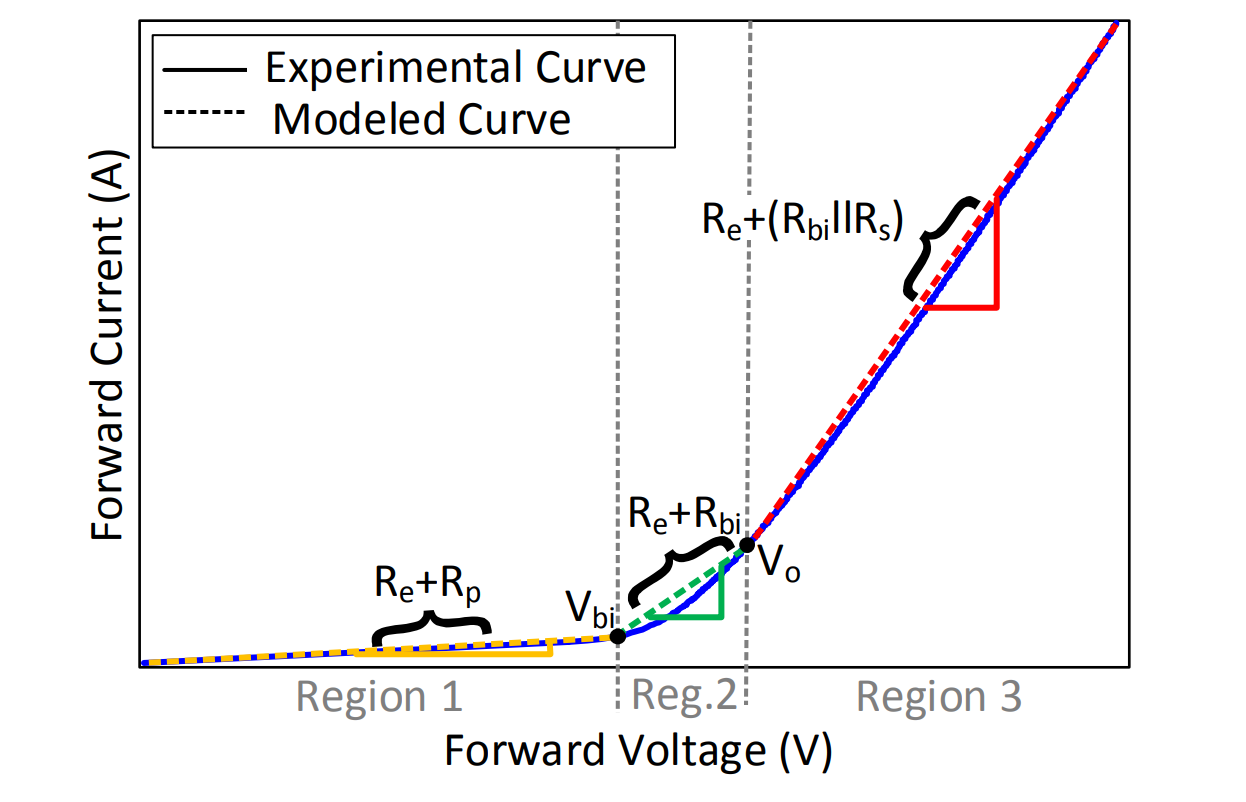 Experimental Curve
Modeled Curve
Forward Current (A)
Re+(Rbi||Rs)
Re+Rbi
Vo
Re+Rp
Vbi
Region 1
Reg.2
Region 3
Forward Voltage (V)